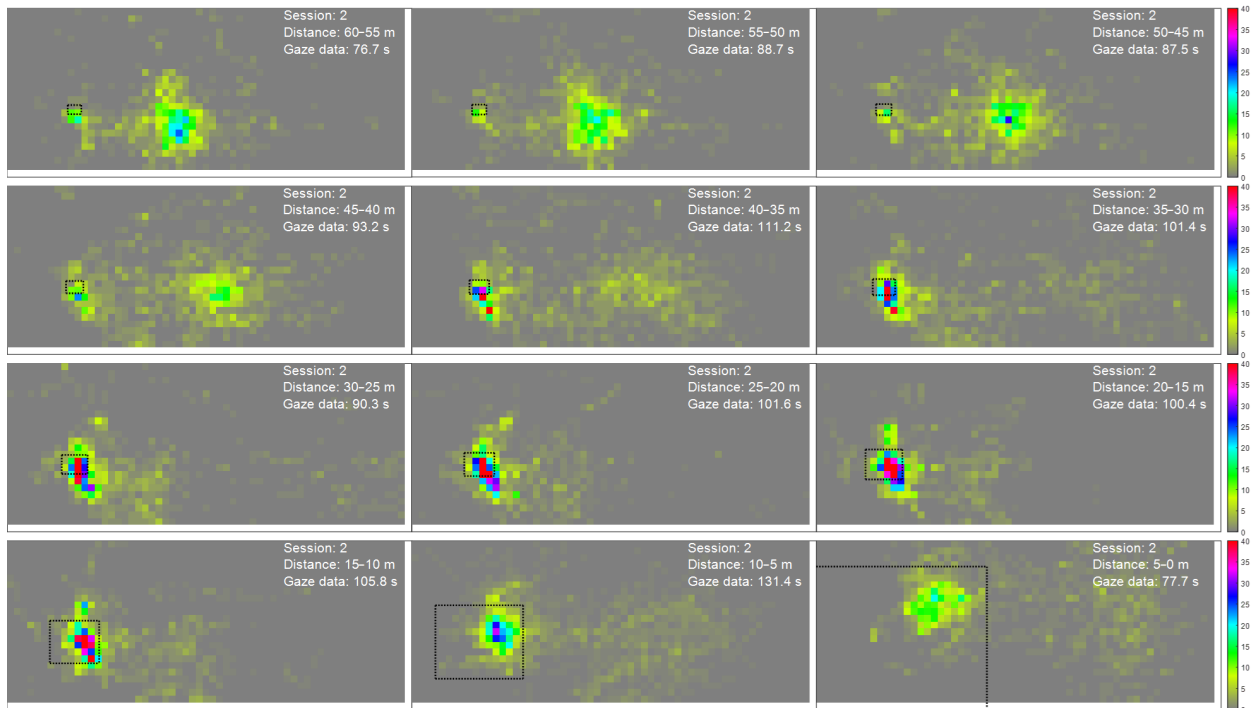 Session: 2
Distance: 60–55 m
Gaze data: 76.7 s
Session: 2
Distance: 55–50 m
Gaze data: 88.7 s
Session: 2
Distance: 50–45 m
Gaze data: 87.5 s
40
35
30
25
20
15
10
5
0
Session: 2
Distance: 45–40 m
Gaze data: 93.2 s
Session: 2
Distance: 40–35 m
Gaze data: 111.2 s
Session: 2
Distance: 35–30 m
Gaze data: 101.4 s
40
35
30
25
20
15
10
5
0
Session: 2
Distance: 30–25 m
Gaze data: 90.3 s
Session: 2
Distance: 25–20 m
Gaze data: 101.6 s
Session: 2
Distance: 20–15 m
Gaze data: 100.4 s
40
35
30
25
20
15
10
5
0
Session: 2
Distance: 15–10 m
Gaze data: 105.8 s
Session: 2
Distance: 10–5 m
Gaze data: 131.4 s
Session: 2
Distance: 5–0 m
Gaze data: 77.7 s
40
35
30
25
20
15
10
5
0